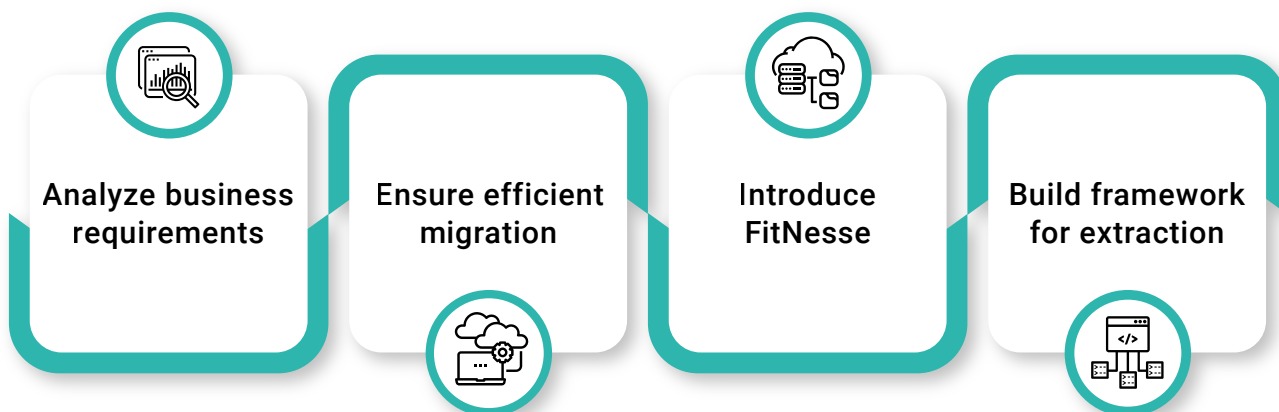 Analyze business
requirements
Ensure efficient
migration
Introduce
FitNesse
Build framework
for extraction